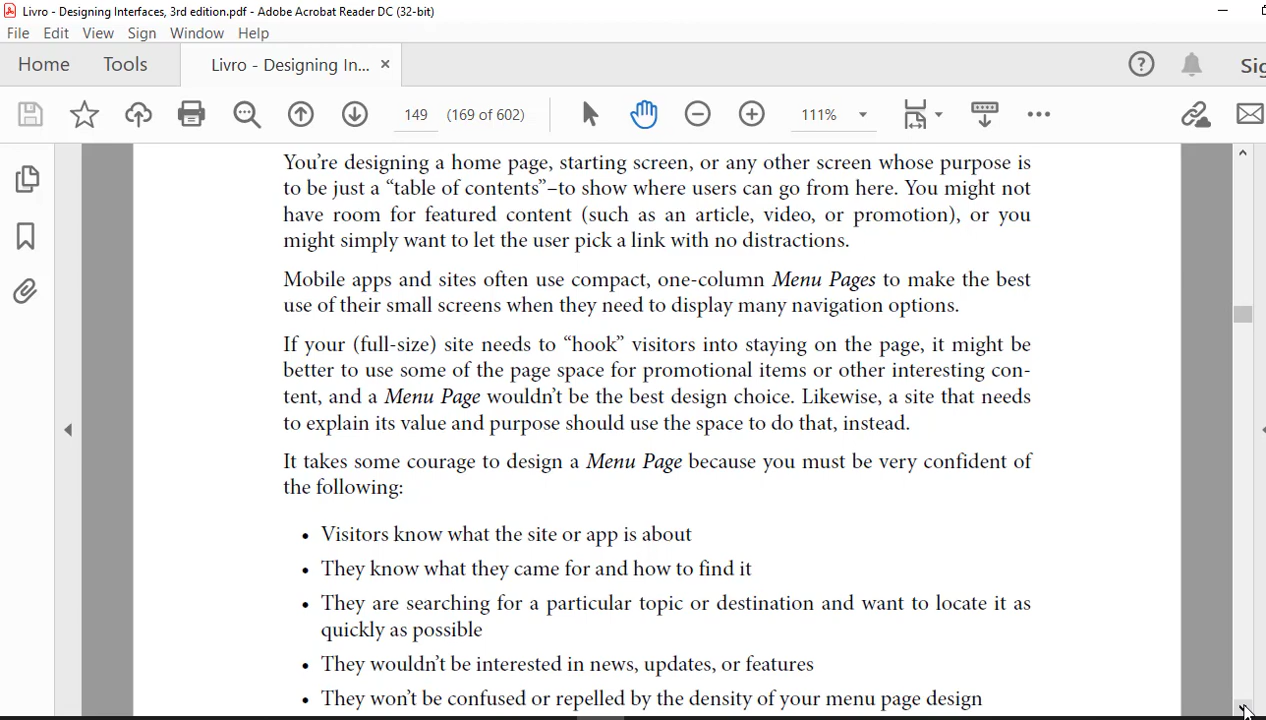 Livro - Designing Interfaces, 3rd edition.pdf - Adobe Acrobat Reader DC (32-bit)
File Edit View Sign Window Help
Home Tools Livro - Designing In... ×
149 (169 of 602) 111%
You’re designing a home page, starting screen, or any other screen whose purpose is
to be just a “table of contents”–to show where users can go from here. You might not
have room for featured content (such as an article, video, or promotion), or you
might simply want to let the user pick a link with no distractions.
Mobile apps and sites often use compact, one-column Menu Pages to make the best
use of their small screens when they need to display many navigation options.
If your (full-size) site needs to “hook” visitors into staying on the page, it might be
better to use some of the page space for promotional items or other interesting con-
tent, and a Menu Page wouldn’t be the best design choice. Likewise, a site that needs
to explain its value and purpose should use the space to do that, instead.
It takes some courage to design a Menu Page because you must be very confident of
the following:
• Visitors know what the site or app is about
• They know what they came for and how to find it
• They are searching for a particular topic or destination and want to locate it as
quickly as possible
• They wouldn’t be interested in news, updates, or features
• They won’t be confused or repelled by the density of your menu page design